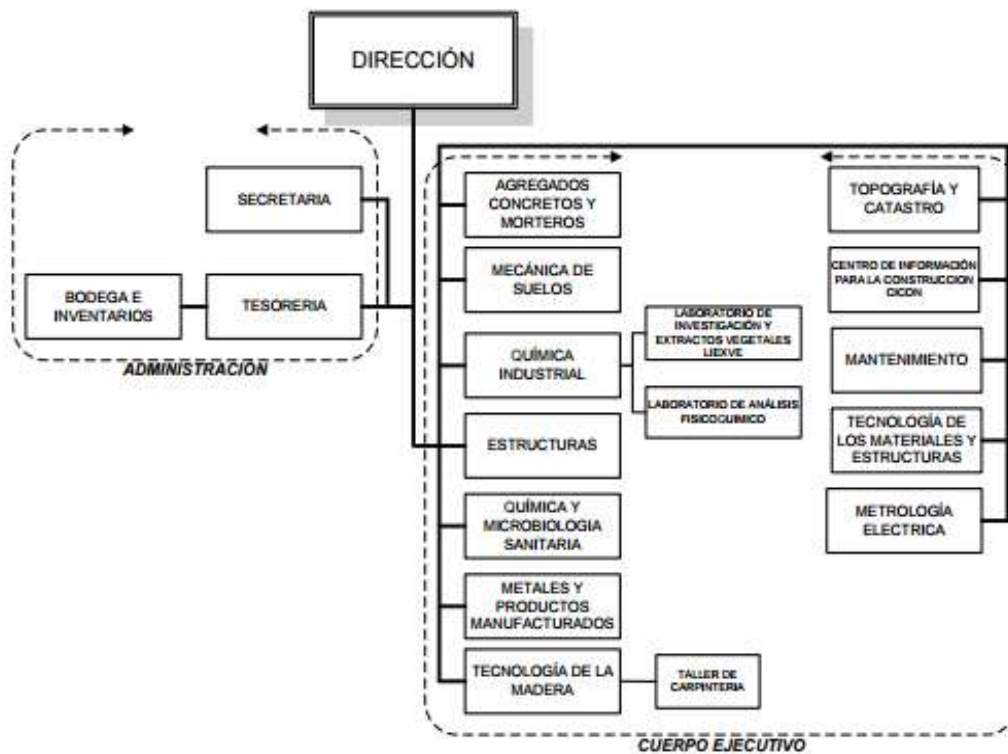 DIRECCIÓN
SECRETARIA
BODEGA E
INVENTARIOS
TESORERIA
ADMINISTRACIÓN
AGREGADOS
CONCRETOS Y
MORTEROS
MECÁNICA DE
SUELOS
QUÍMICA
INDUSTRIAL
LABORATORIO DE
INVESTIGACIÓN Y
EXTRACTOS VEGETALES
LIEXVE
LABORATORIO DE ANÁLISIS
FISICOQUIMICO
ESTRUCTURAS
QUÍMICA Y
MICROBIOLOGIA
SANITARIA
METALES Y
PRODUCTOS
MANUFACTURADOS
TECNOLOGÍA DE LA
MADERA
TALLER DE
CARPINTERIA
TOPOGRAFÍA Y
CATASTRO
CENTRO DE INFORMACIÓN
PARA LA CONSTRUCCION
CICON
MANTENIMIENTO
TECNOLOGÍA DE
LOS MATERIALES Y
ESTRUCTURAS
METROLOGÍA
ELECTRICA
CUERPO EJECUTIVO